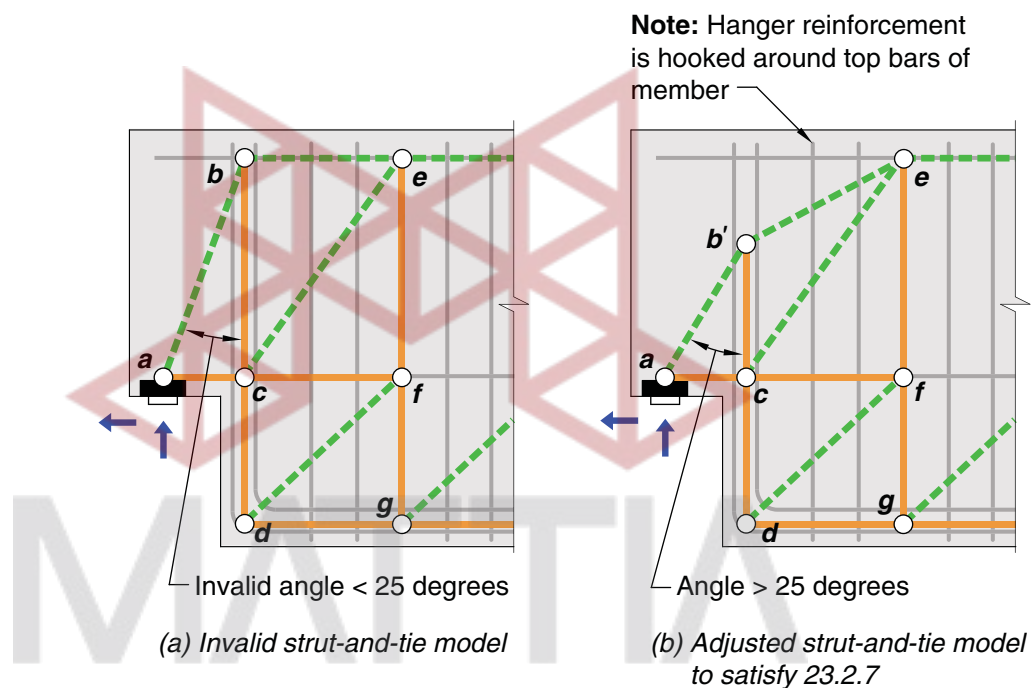 Note: Hanger reinforcement
is hooked around top bars of
member
b
e
a
c
f
d
g
Invalid angle < 25 degrees
(a) Invalid strut-and-tie model
e
b'
a
c
f
d
g
Angle > 25 degrees
(b) Adjusted strut-and-tie model
to satisfy 23.2.7
MATTIA